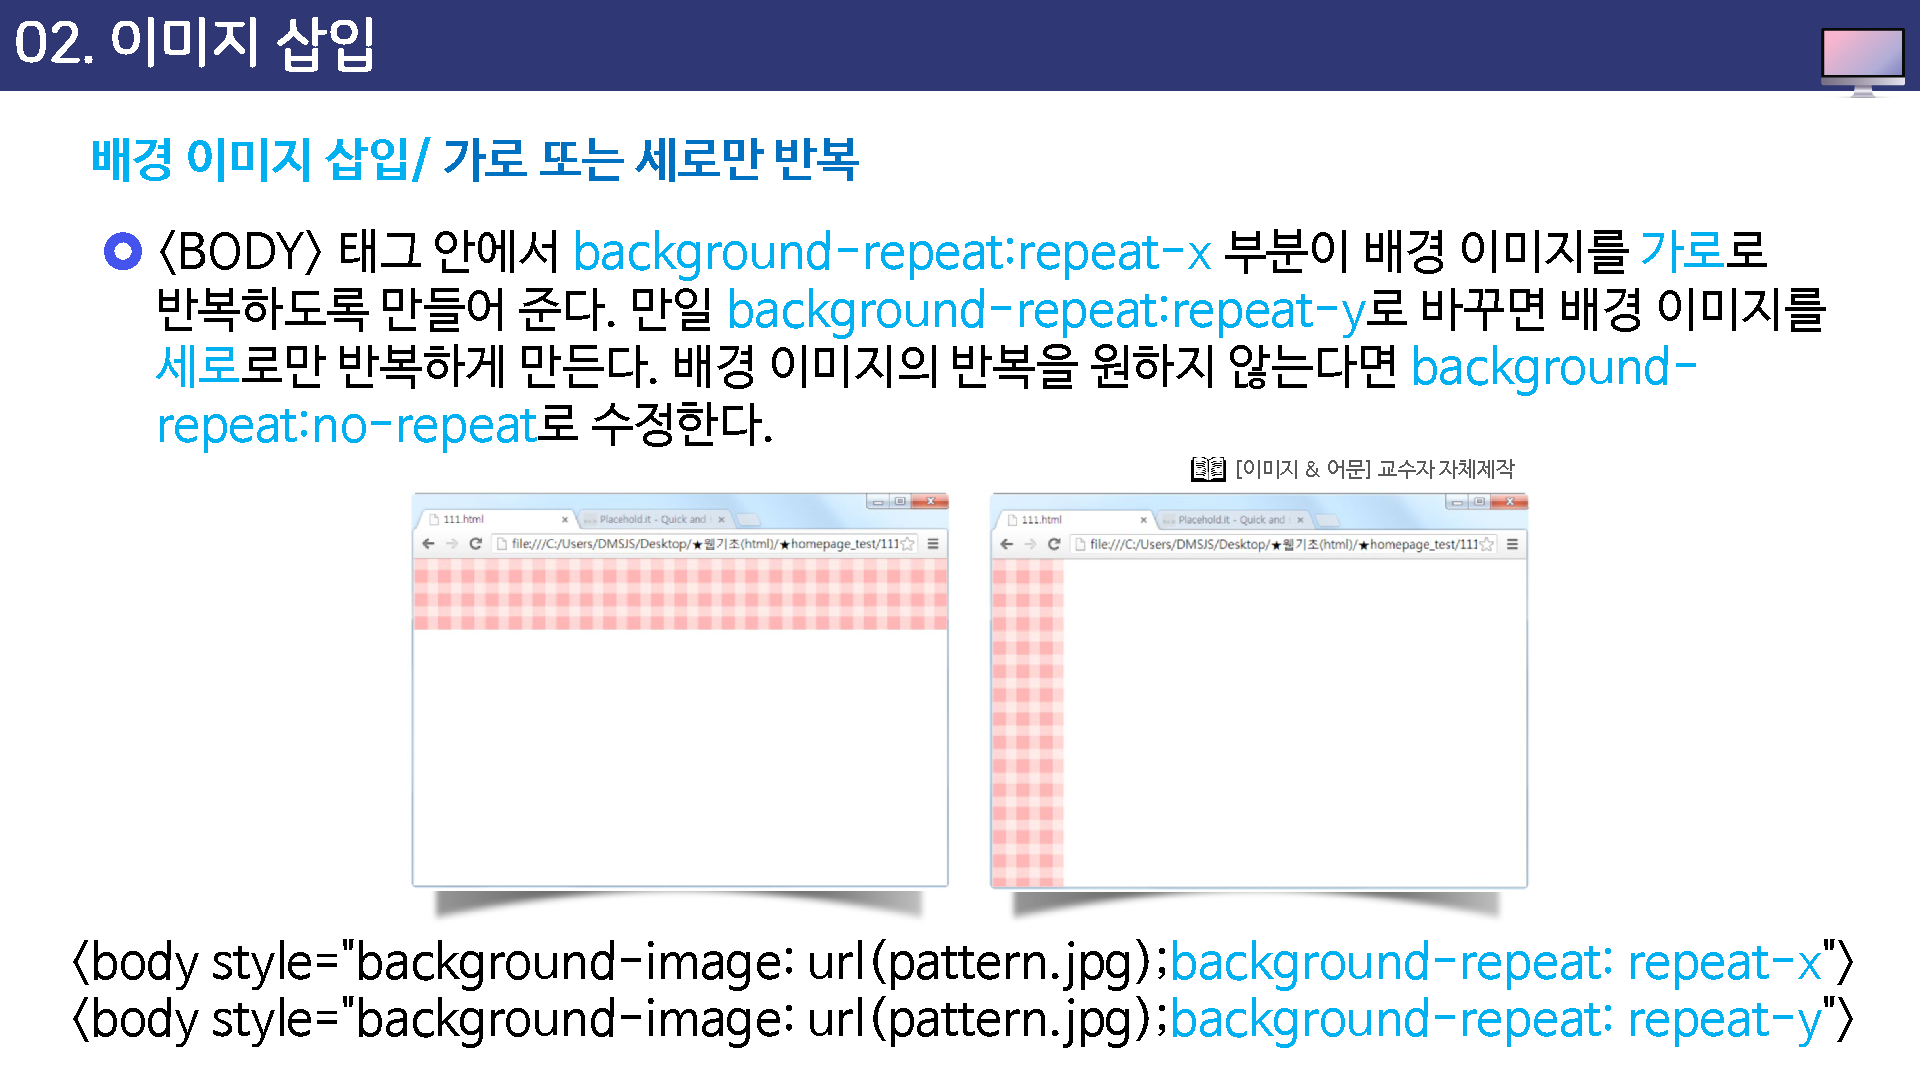 02. 이미지 삽입
배경 이미지 삽입/ 가로 또는 세로만 반복
<BODY> 태그 안에서 background-repeat:repeat-x 부분이 배경 이미지를 가로로
반복하도록 만들어 준다. 만일 background-repeat:repeat-y로 바꾸면 배경 이미지를
세로로만 반복하게 만든다. 배경 이미지의 반복을 원하지 않는다면 background-
repeat:no-repeat로 수정한다.
[이미지 & 어문] 교수자 자체제작
111.html
Placehold.it - Quick and
file:///C:/Users/DMSJS/Desktop/★웹기초(html)/★homepage_test/111
111.html
Placehold.it - Quick and
file:///C:/Users/DMSJS/Desktop/★웹기초(html)/★homepage_test/111
<body style="background-image: url(pattern.jpg);background-repeat: repeat-x">
<body style="background-image: url(pattern.jpg);background-repeat: repeat-y">